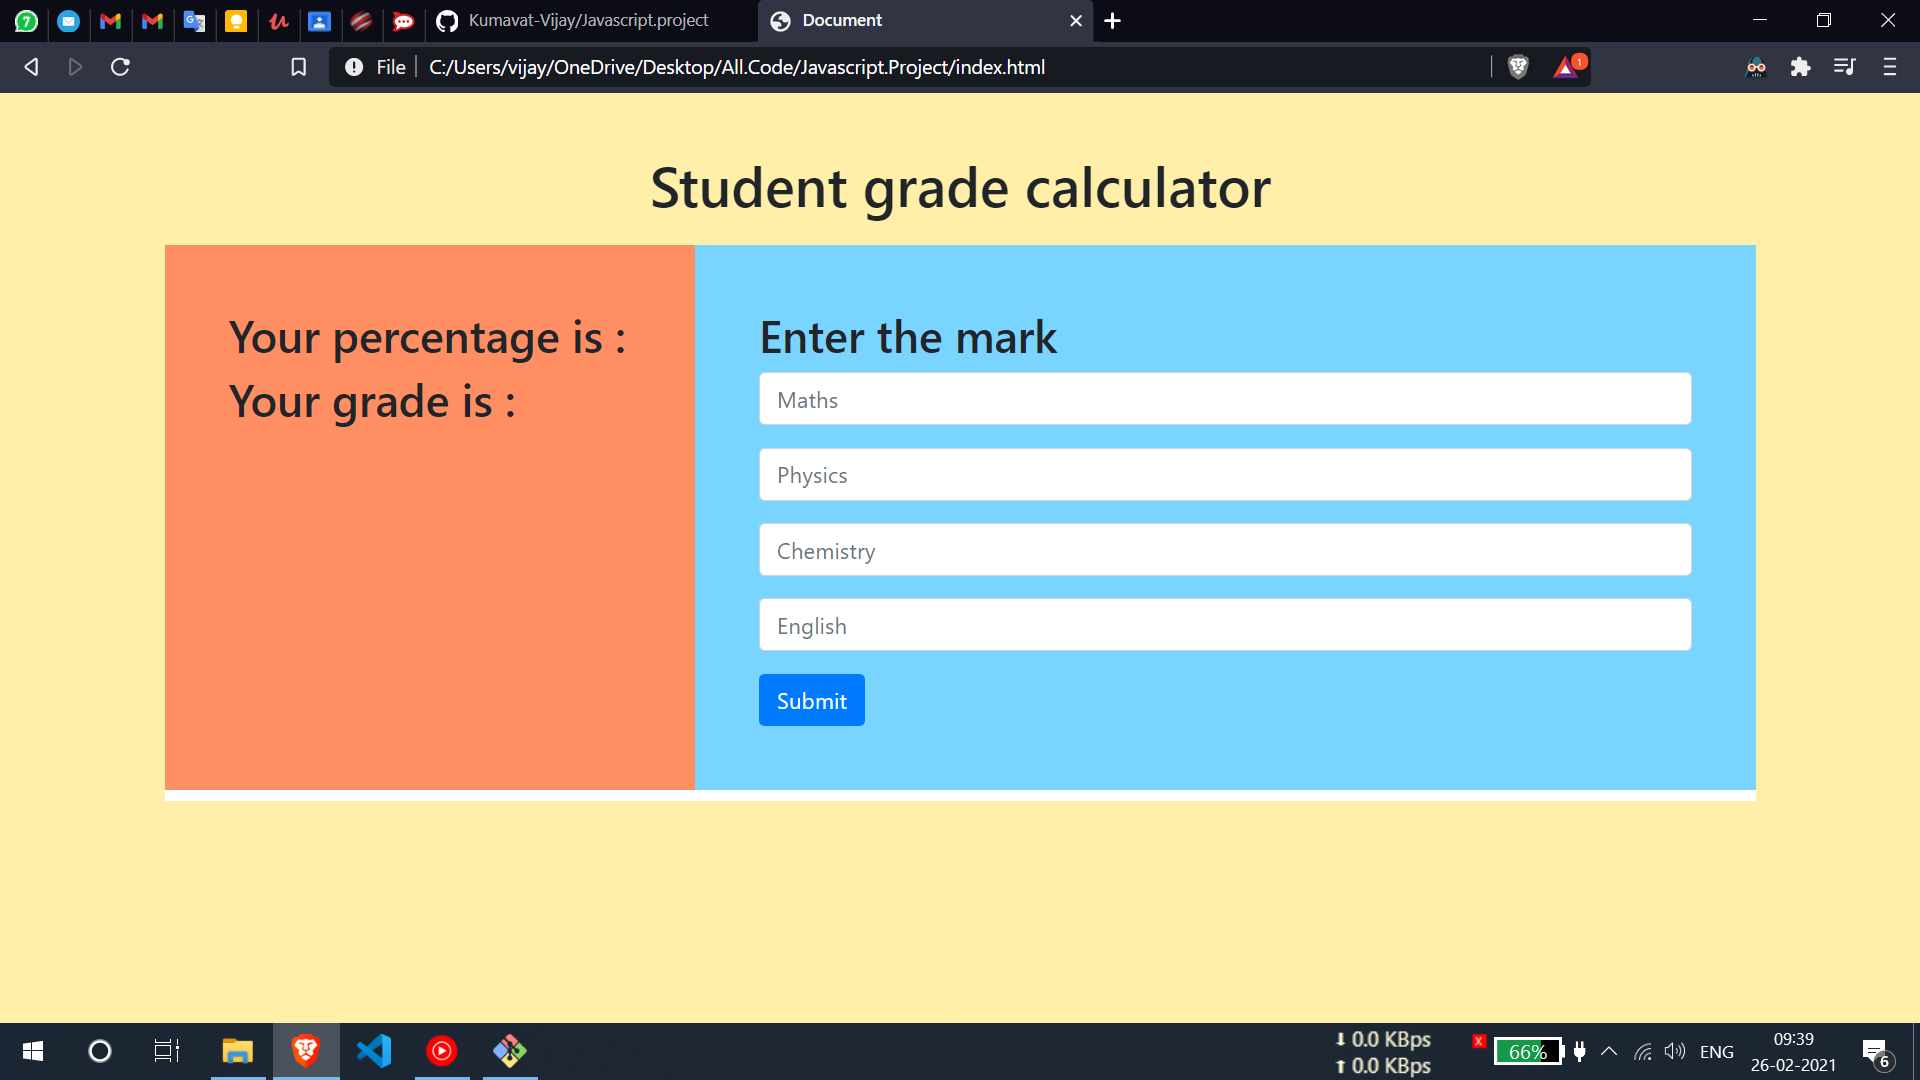 7
Kumavat-Vijay/Javascript.project
Document
File
C:/Users/vijay/OneDrive/Desktop/All.Code/Javascript.Project/index.html
1
Student grade calculator
Your percentage is :
Your grade is :
Enter the mark
Maths
Physics
Chemistry
English
Submit
0.0 KBps
0.0 KBps
X
66%
ENG
09:39
26-02-2021
6